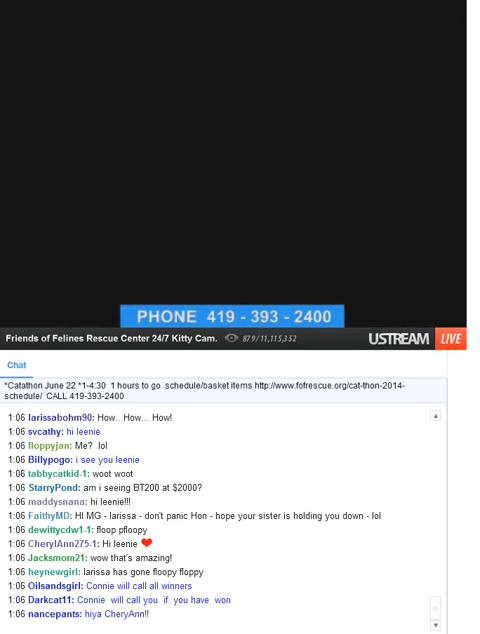 PHONE 419 - 393 - 2400
Friends of Felines Rescue Center 24/7 Kitty Cam. 879/11,115,352 USTREAM LIVE
Chat
*Catathon June 22 *1-4:30 1 hours to go schedule/basket items http://www.fofrescue.org/cat-thon-2014-
schedule/ CALL 419-393-2400
1:06 larissabohm90: How.. How... How!
1:06 svcathy: hi leenie
1:06 floppyjan: Me? lol
1:06 Billypogo: i see you leenie
1:06 tabbycatkid-1: woot woot
1:06 StarryPond: am i seeing BT200 at $2000?
1:06 maddysnana: hi leenie!!!
1:06 FaithyMD: HI MG - larissa - don't panic Hon - hope your sister is holding you down - lol
1:06 dewittycdw1-1: floop pfloopy
1:06 CherylAnn275-1: Hi leenie
1:06 Jacksmom21: wow that's amazing!
1:06 heynewgirl: larissa has gone floopy floppy
1:06 Oilsandsgirl: Connie will call all winners
1:06 Darkcat11: Connie will call you if you have won
1:06 nancepants: hiya CheryAnn!!